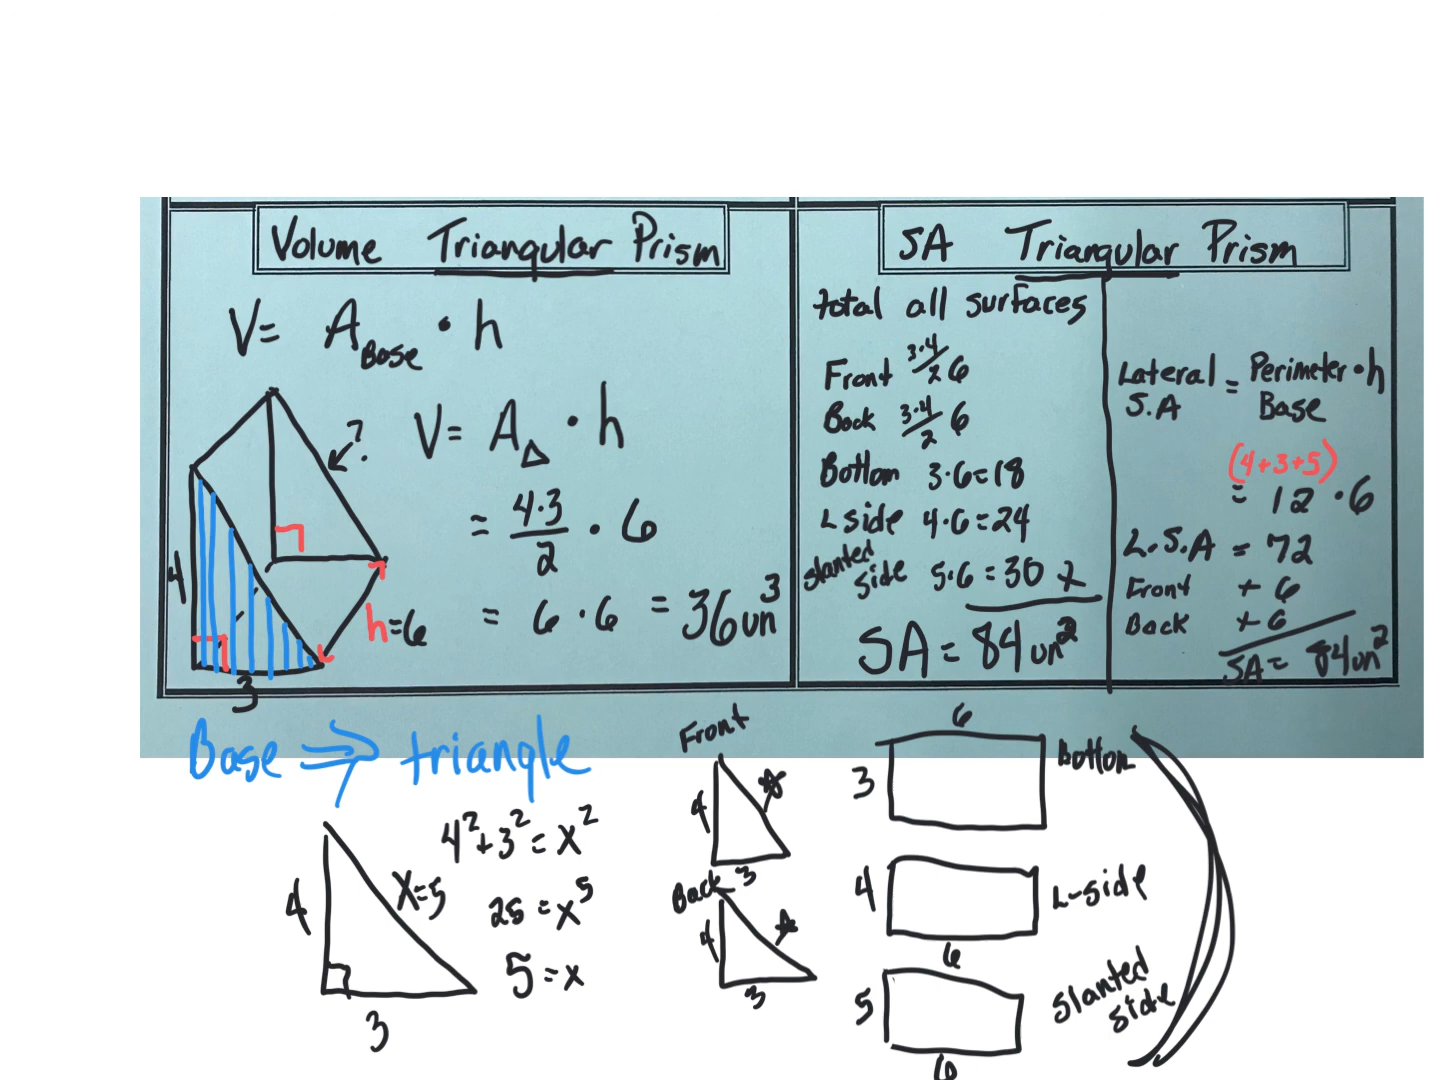 Volume Triangular Prism
V= A Base • h
?
V= A△ • h
= 4·3/2 • 6
= 6 · 6 = 36 un³
4
3
h=6
SA Triangular Prism
total all surfaces
Front 3·4/2 6
Back 3·4/2 6
Bottom 3·6=18
L side 4·6=24
Slanted side 5·6=30
SA = 84 un²
Lateral S.A = Perimeter Base • h
(4+3+5)
= 12 · 6
L.S.A = 72
Front + 6
Back + 6
SA = 84 un²
Base ⇒ triangle
4
x=5
3
4²+3²=x²
25=x⁵
5=x
Front
4
3
Back
4
3
6
3
Bottom
4
L-side
6
5
Slanted side
6